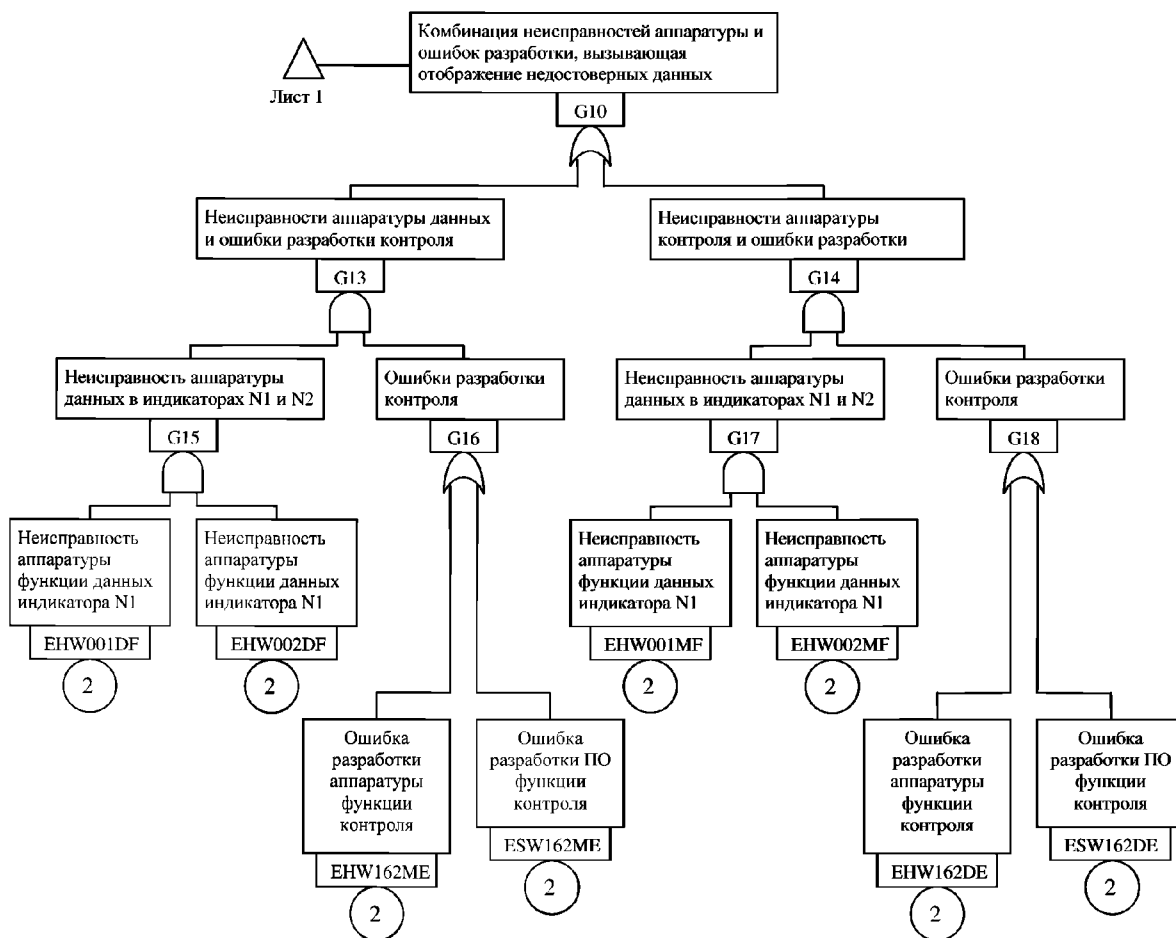 Комбинация неисправностей аппаратуры и
ошибок разработки, вызывающая
отображение недостоверных данных
Лист 1
G10
Неисправности аппаратуры данных
и ошибки разработки контроля
G13
Неисправности аппаратуры
контроля и ошибки разработки
G14
Неисправность аппаратуры
данных в индикаторах N1 и N2
G15
Ошибки разработки
контроля
G16
Неисправность аппаратуры
данных в индикаторах N1 и N2
G17
Ошибки разработки
контроля
G18
Неисправность
аппаратуры
функции данных
индикатора N1
EHW001DF
2
Неисправность
аппаратуры
функции данных
индикатора N1
EHW002DF
2
Неисправность
аппаратуры
функции данных
индикатора N1
EHW001MF
2
Неисправность
аппаратуры
функции данных
индикатора N1
EHW002MF
2
Ошибка
разработки
аппаратуры
функции
контроля
EHW162ME
2
Ошибка
разработки ПО
функции
контроля
ESW162ME
2
Ошибка
разработки
аппаратуры
функции
контроля
EHW162DE
2
Ошибка
разработки ПО
функции
контроля
ESW162DE
2